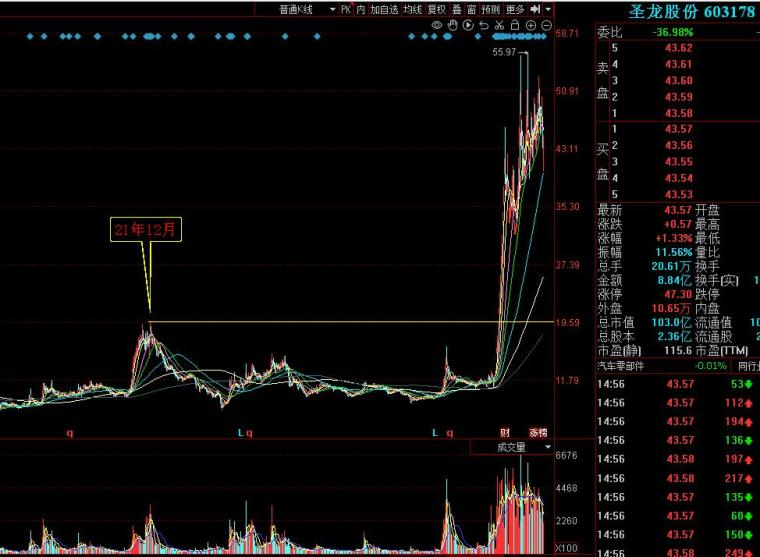 普通K线 PK 内 加自选 均线 复权 叠 窗 预测 更多
圣龙股份 603178
委比 -36.98%
卖盘
5 43.62
4 43.61
3 43.60
2 43.59
1 43.58
买盘
1 43.57
2 43.56
3 43.55
4 43.54
5 43.53
最新 43.57 开盘
涨跌 +0.57 最高
涨幅 +1.33% 最低
振幅 11.56% 量比
总手 20.61万 换手
金额 8.84亿 换手(实) 1
涨停 47.30 跌停
外盘 10.65万 内盘
总市值 103.0亿 流通值 10
总股本 2.36亿 流通股 2
市盈(静) 115.6 市盈(TTM)
汽车零部件 -0.01% 同行业
14:56 43.57 53
14:56 43.57 112
14:56 43.57 194
14:56 43.57 136
14:56 43.58 197
14:56 43.58 217
14:56 43.57 135
14:56 43.57 60
14:56 43.57 150
14:56 43.58 249
58.71
55.97
50.91
43.11
35.30
27.39
19.59
11.79
21年12月
q L q L q 财 涨榜
成交量
6676
4468
2260
X100